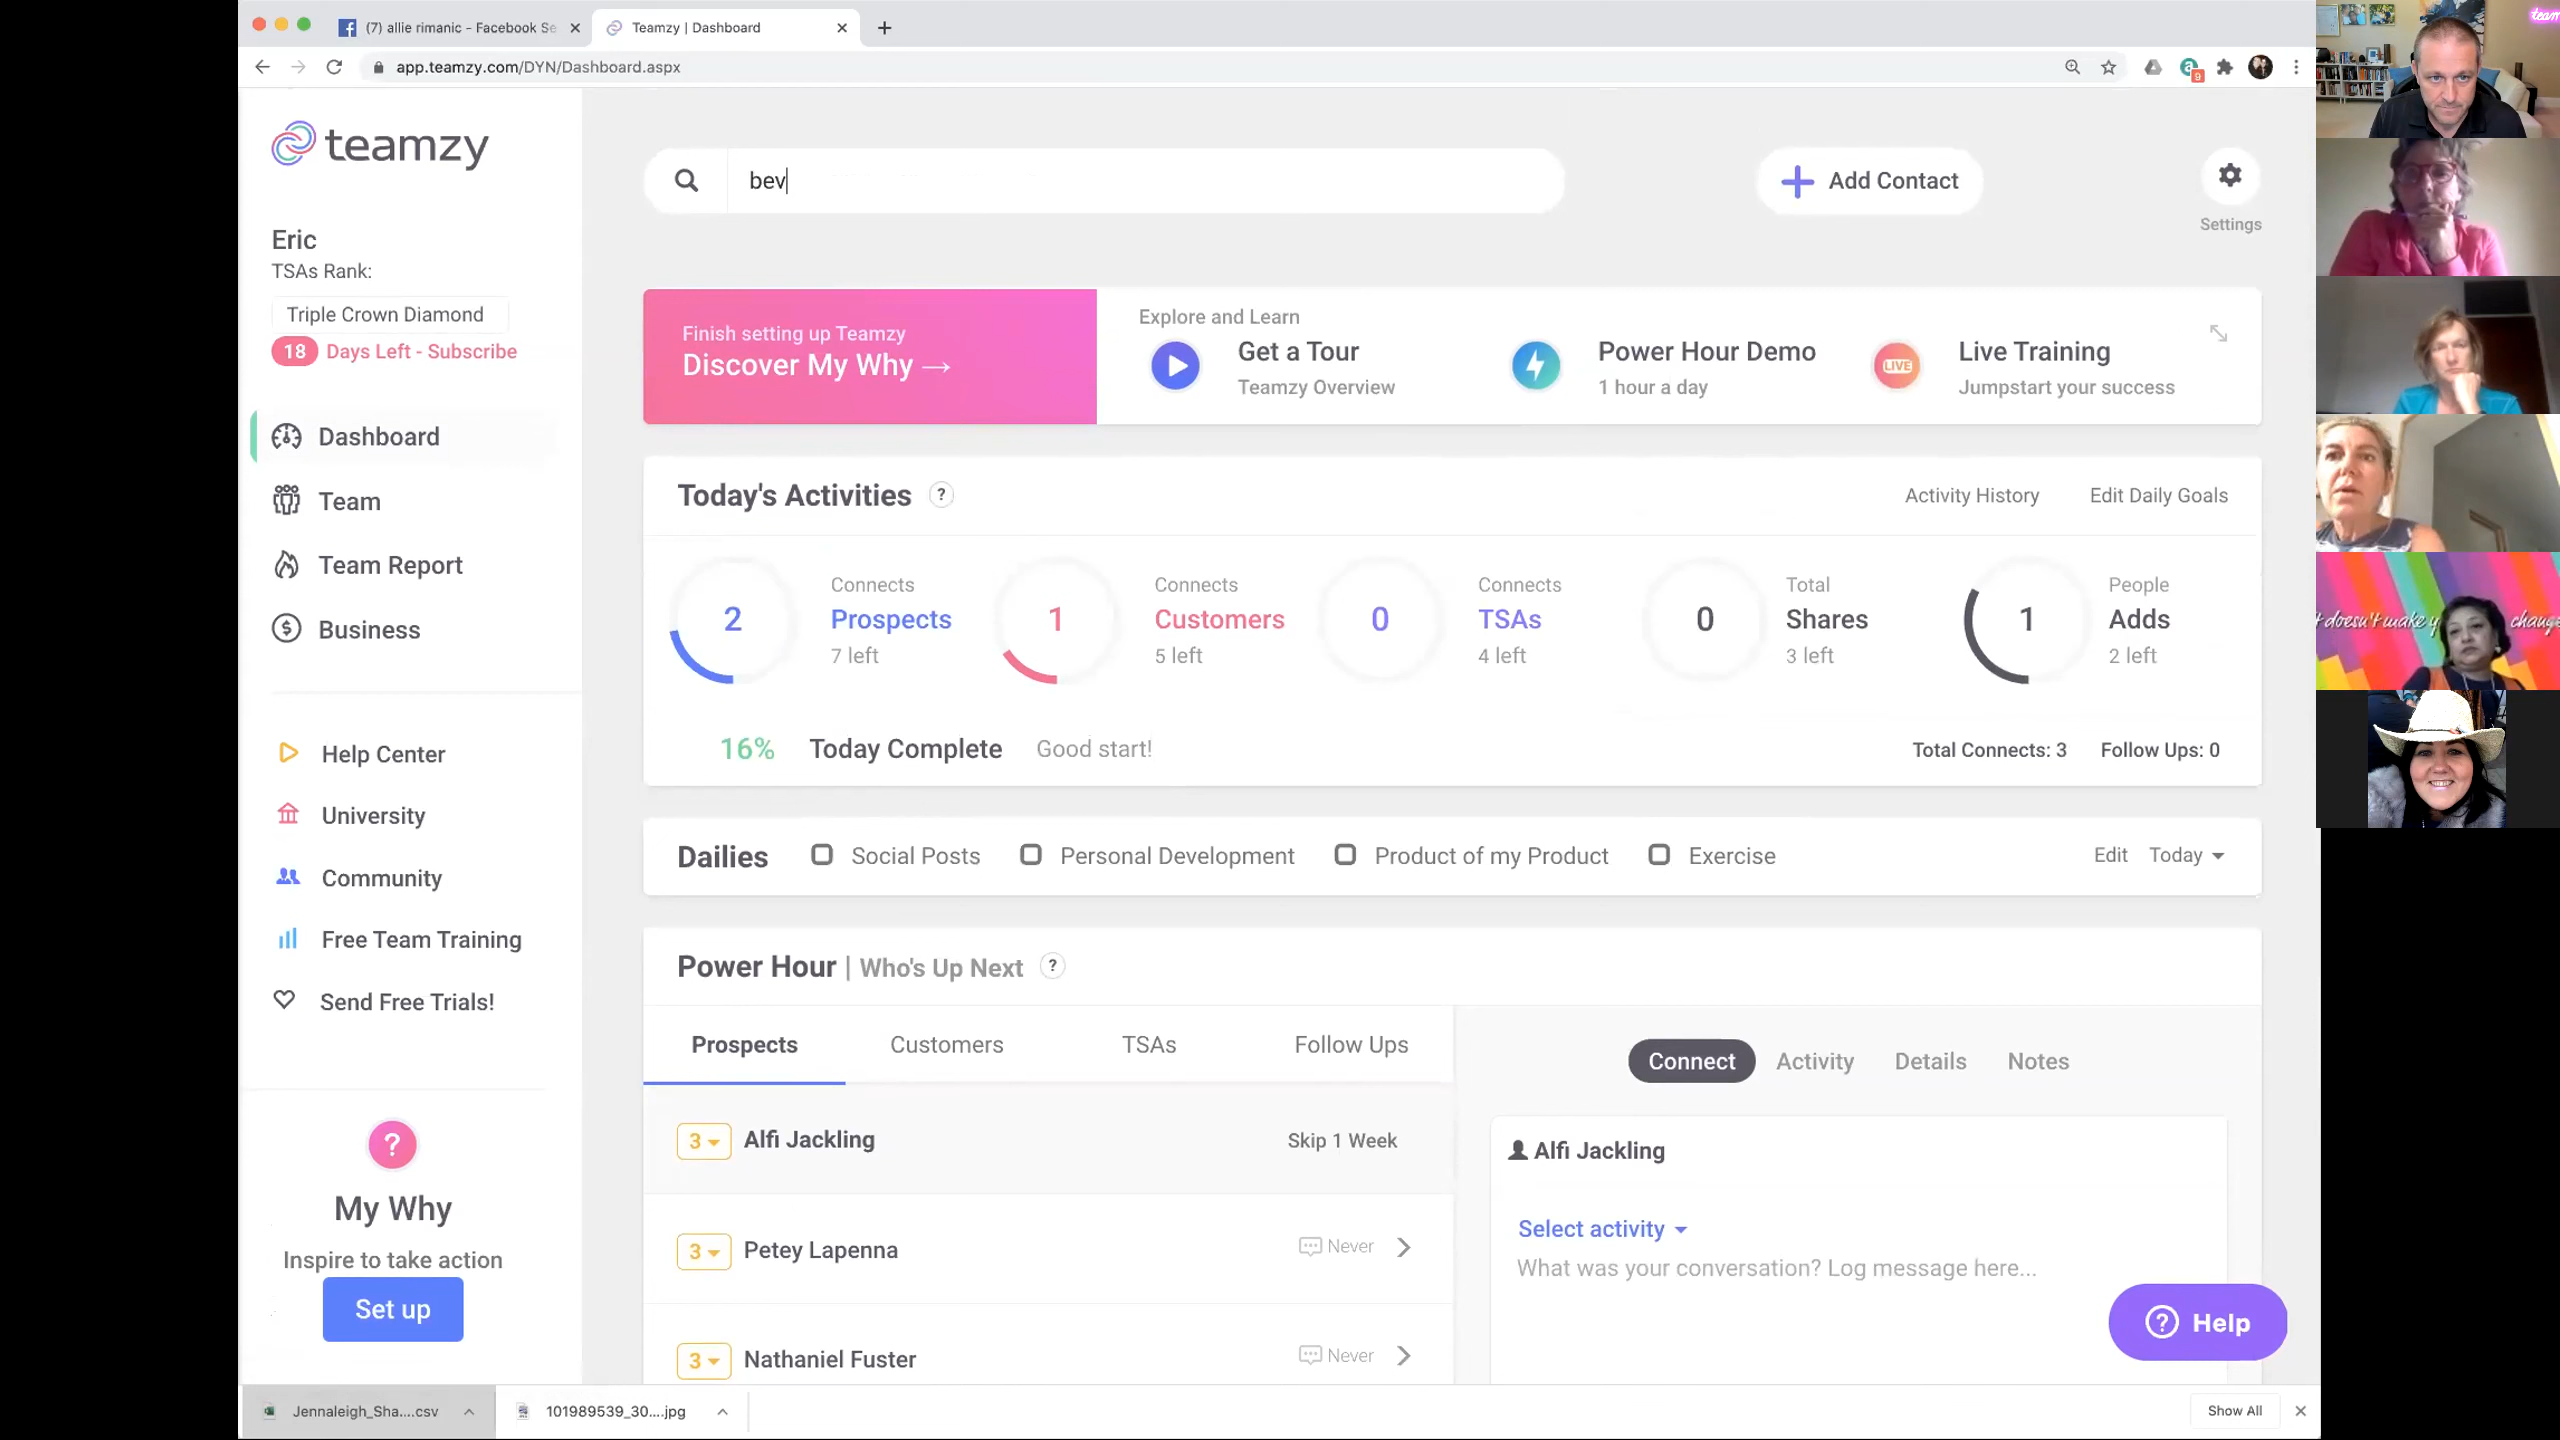 (7) allie rimanic - Facebook Se
Teamzy | Dashboard
app.teamzy.com/DYN/Dashboard.aspx
9
team
teamzy
bev
Add Contact
Settings
Eric
TSAs Rank:
Triple Crown Diamond
18 Days Left - Subscribe
Finish setting up Teamzy
Discover My Why →
Explore and Learn
Get a Tour
Teamzy Overview
Power Hour Demo
1 hour a day
LIVE
Live Training
Jumpstart your success
Dashboard
Team
Team Report
Business
Help Center
University
Community
Free Team Training
Send Free Trials!
?
My Why
Inspire to take action
Set up
Today's Activities ?
Activity History
Edit Daily Goals
2
Connects
Prospects
7 left
1
Connects
Customers
5 left
0
Connects
TSAs
4 left
0
Total
Shares
3 left
1
People
Adds
2 left
16% Today Complete Good start!
Total Connects: 3 Follow Ups: 0
Dailies Social Posts Personal Development Product of my Product Exercise
Edit Today
Power Hour | Who's Up Next ?
Prospects Customers TSAs Follow Ups
3 Alfi Jackling Skip 1 Week
3 Petey Lapenna Never
3 Nathaniel Fuster Never
Connect Activity Details Notes
Alfi Jackling
Select activity
What was your conversation? Log message here...
? Help
doesn't make y
change
Jennaleigh_Sha....csv
101989539_30....jpg
Show All